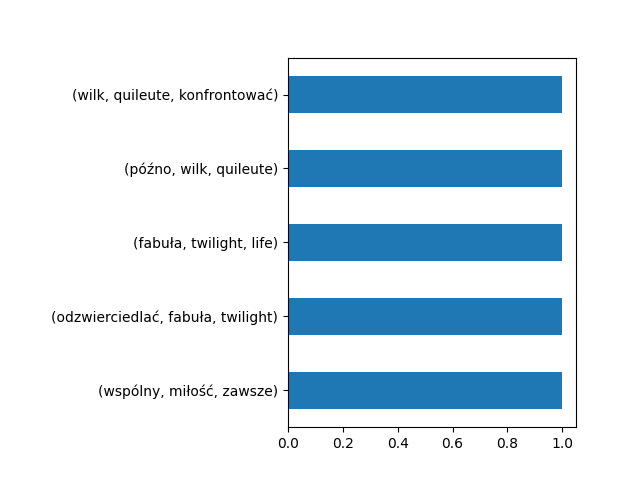 (wilk, quileute, konfrontować)
(późno, wilk, quileute)
(fabuła, twilight, life)
(odzwierciedlać, fabuła, twilight)
(wspólny, miłość, zawsze)
0.0 0.2 0.4 0.6 0.8 1.0